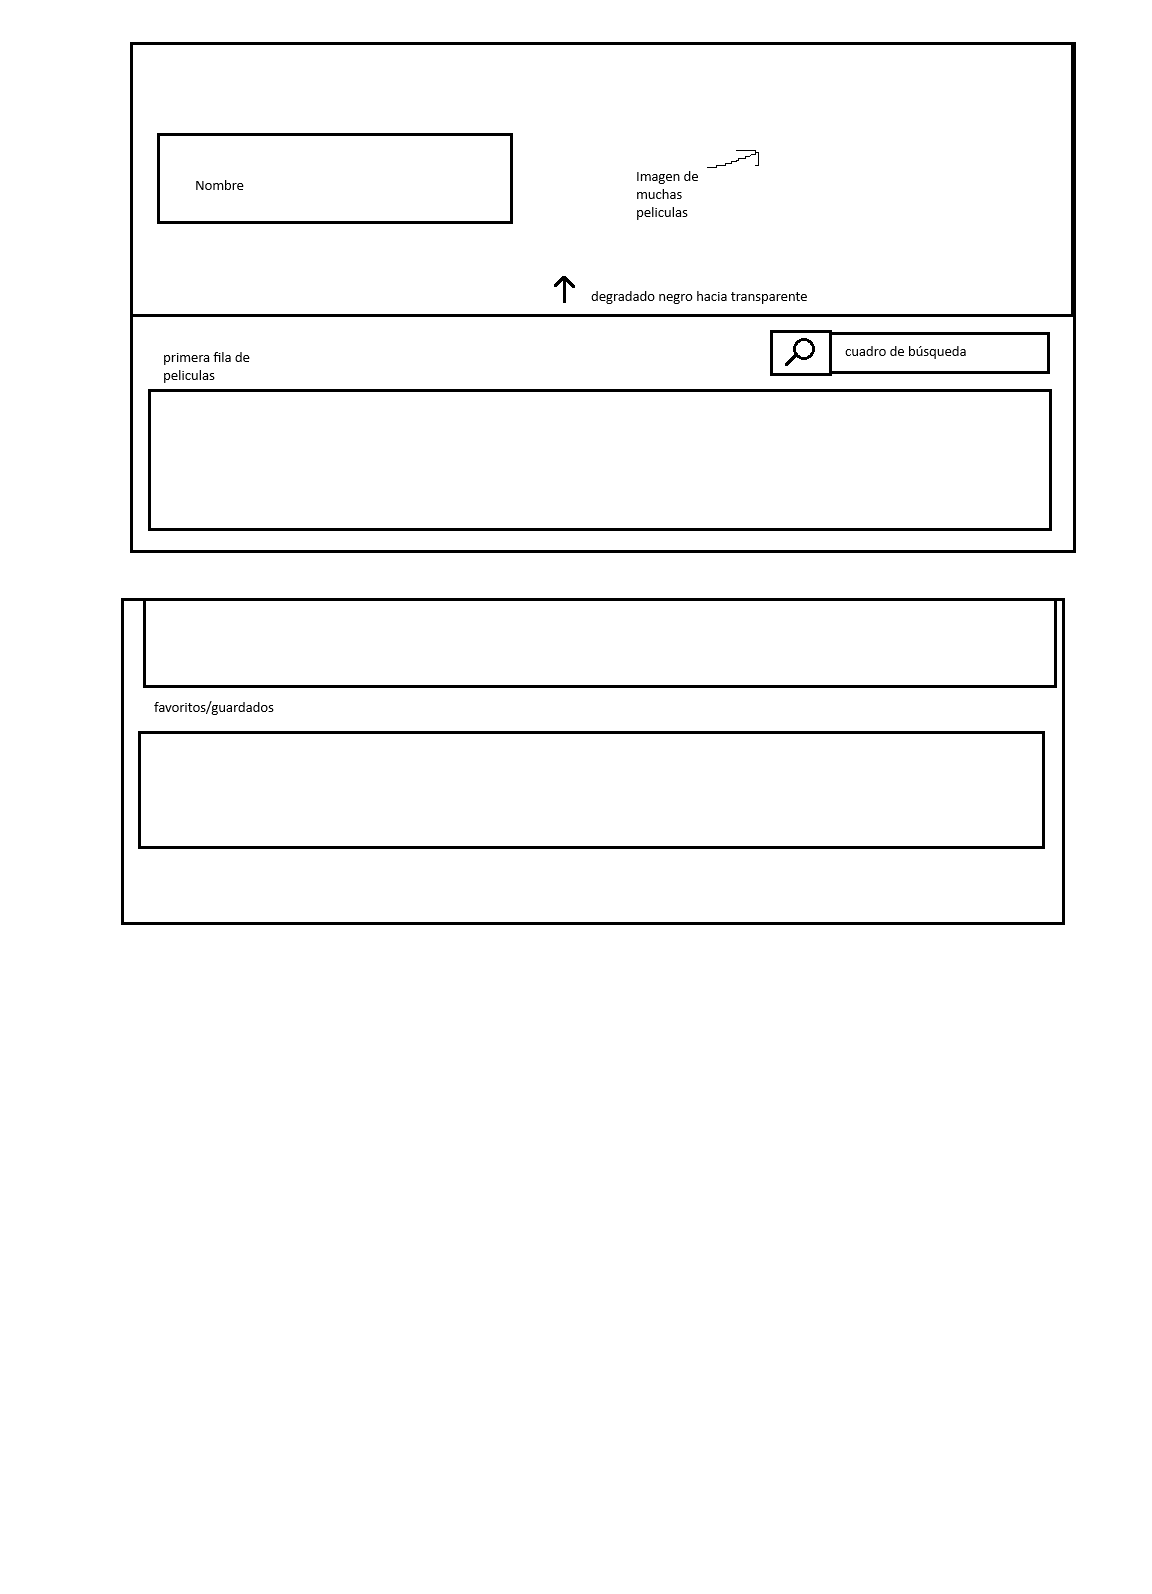 Nombre
Imagen de
muchas
peliculas
degradado negro hacia transparente
primera fila de
peliculas
cuadro de búsqueda
favoritos/guardados